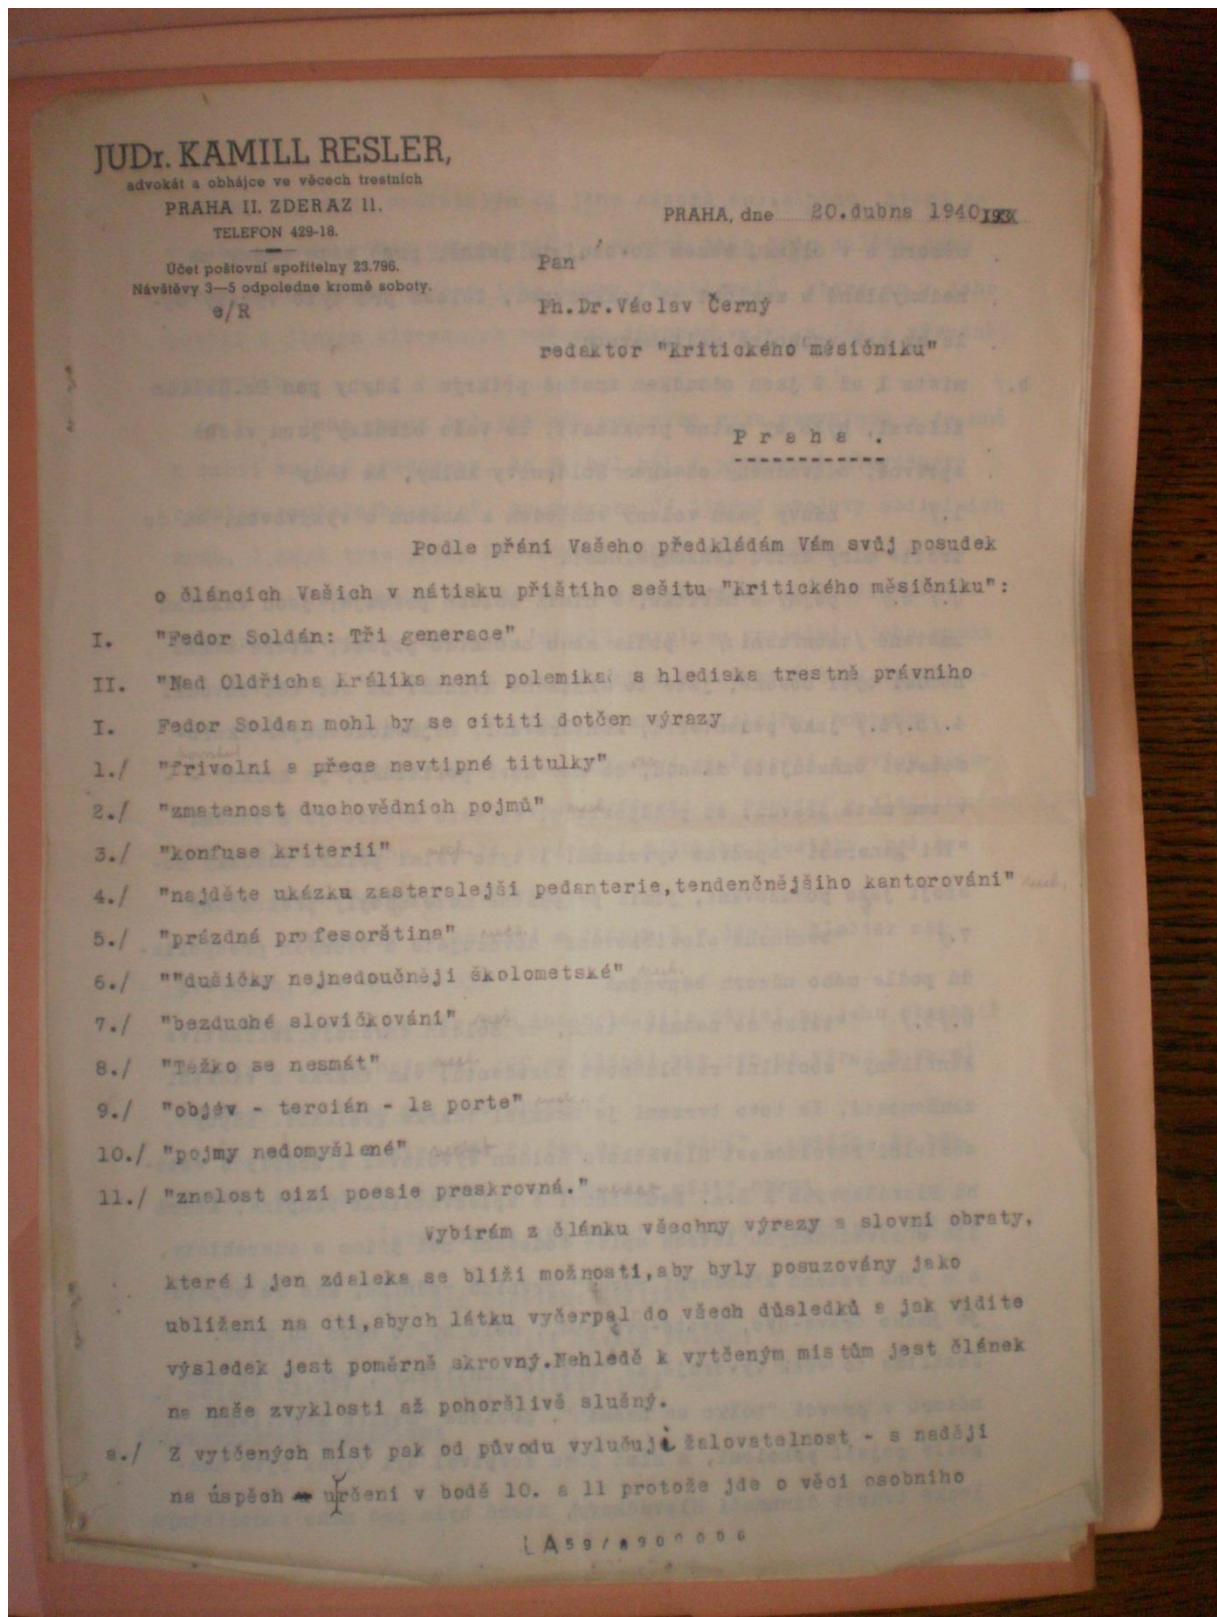 JUDr. KAMILL RESLER,
advokát a obhájce ve věcech trestních
PRAHA II. ZDERAZ 11.
TELEFON 429-18.
Účet poštovní spořitelny 23.796.
Návštěvy 3—5 odpoledne kromě soboty.
e/R
PRAHA, dne 20.dubna 1940
Pan
Ph.Dr.Václav Černý
redaktor "Kritického měsíčníku"
Praha.
Podle přání Vašeho předkládám Vám svůj posudek
o článcích Vašich v nátisku příštího sešitu "Kritického měsíčníku":
I. "Fedor Soldán: Tři generace"
II. "Nad Oldřicha Králíka není polemika s hlediska trestně právního
I. Fedor Soldan mohl by se cítiti dotčen výrazy
1./ "frivolní a přece nevtipné titulky"
2./ "zmatenost duchovědních pojmů"
3./ "konfuse kriterií"
4./ "najděte ukázku zastaralejší pedanterie,tendenčnějšího kantorování"
5./ "prázdná profesorština"
6./ ""dušičky nejnedoučněji školometské"
7./ "bezduché slovíčkování"
8./ "Těžko se nesmát"
9./ "objév - tercián - la porte"
10./ "pojmy nedomyšlené"
11./ "znalost cizí poesie praskrovná."
Vybírám z článku všechny výrazy a slovní obraty,
které i jen zdaleka se blíží možnosti,aby byly posuzovány jako
ublížení na cti,abych látku vyčerpal do všech důsledků a jak vidíte
výsledek jest poměrně skrovný.Nehledě k vytčeným místům jest článek
na naše zvyklosti až pohoršlivě slušný.
a./ Z vytčených míst pak od původu vylučuji žalovatelnost - s nadějí
na úspěch - určení v bodě 10. a 11 protože jde o věci osobního